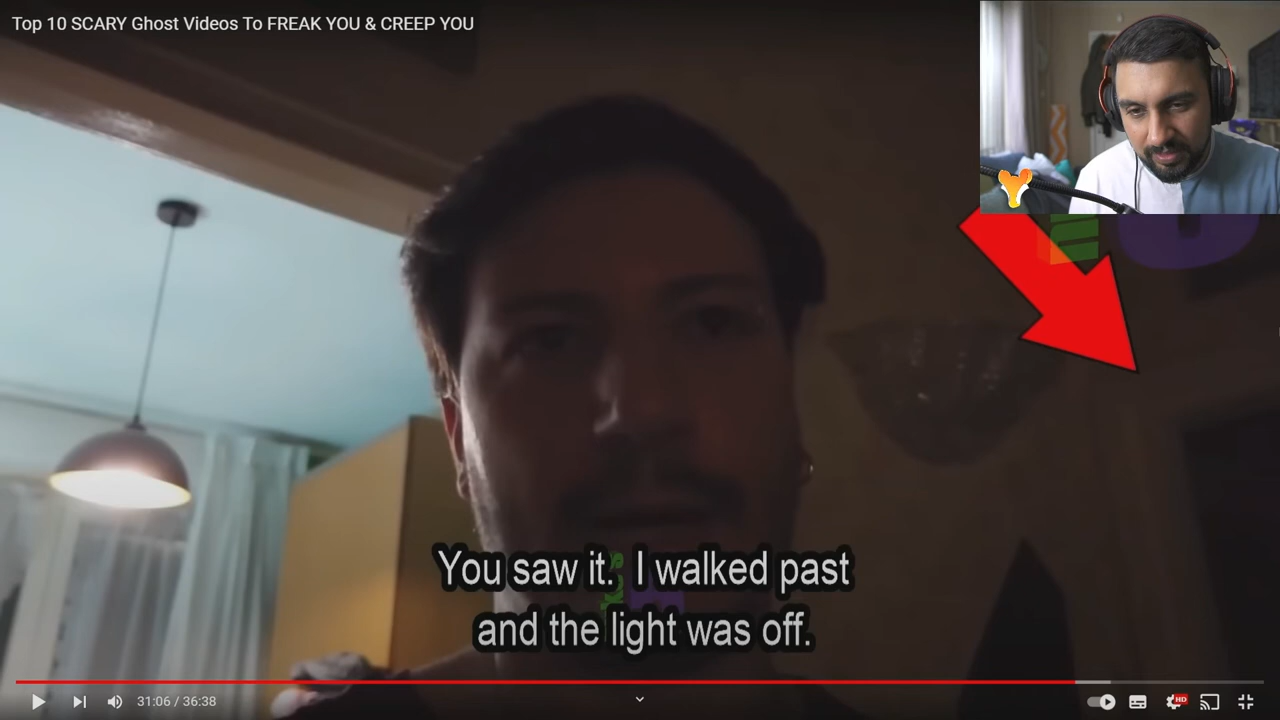 Top 10 SCARY Ghost Videos To FREAK YOU & CREEP YOU
You saw it. I walked past
and the light was off.
31:06 / 36:38
HD